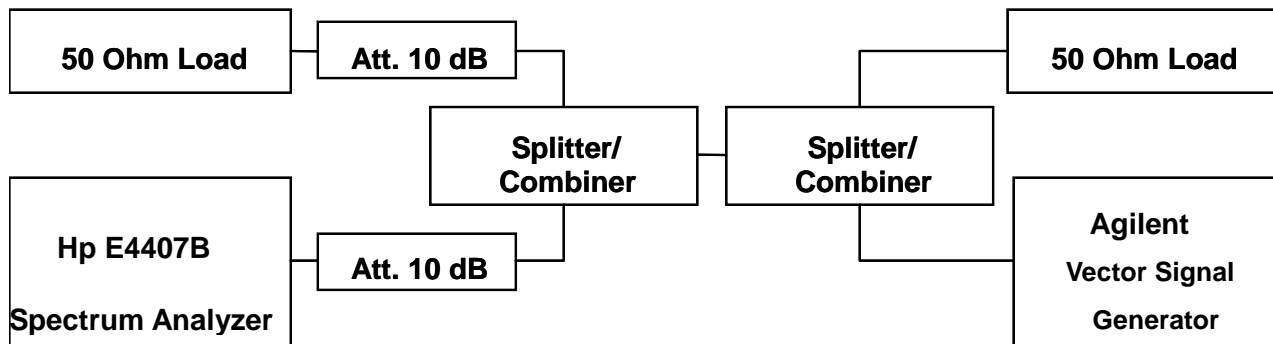 50 Ohm Load
Att. 10 dB
50 Ohm Load
Splitter/
Combiner
Splitter/
Combiner
Hp E4407B
Spectrum Analyzer
Att. 10 dB
Agilent
Vector Signal
Generator